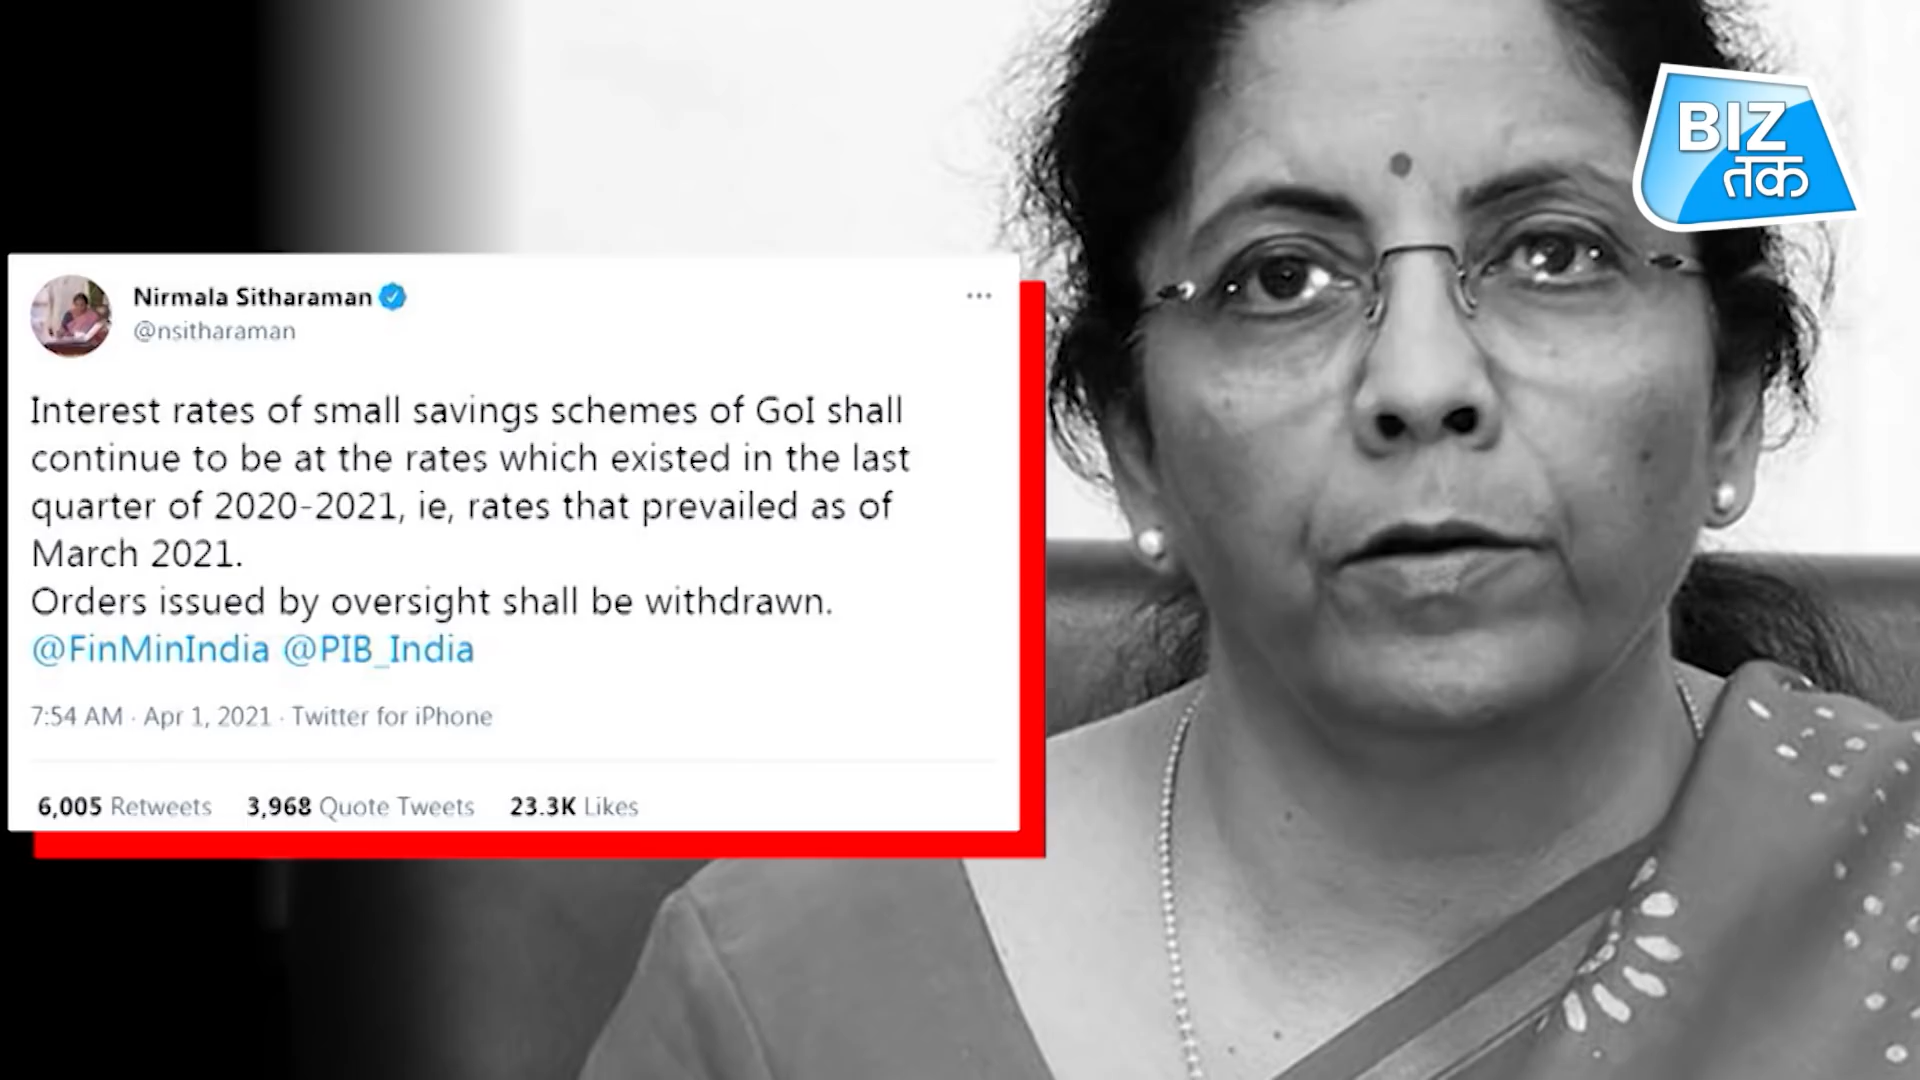 BIZ
तक
Nirmala Sitharaman
@nsitharaman
Interest rates of small savings schemes of GoI shall
continue to be at the rates which existed in the last
quarter of 2020-2021, ie, rates that prevailed as of
March 2021.
Orders issued by oversight shall be withdrawn.
@FinMinIndia @PIB_India
7:54 AM · Apr 1, 2021 · Twitter for iPhone
6,005 Retweets 3,968 Quote Tweets 23.3K Likes